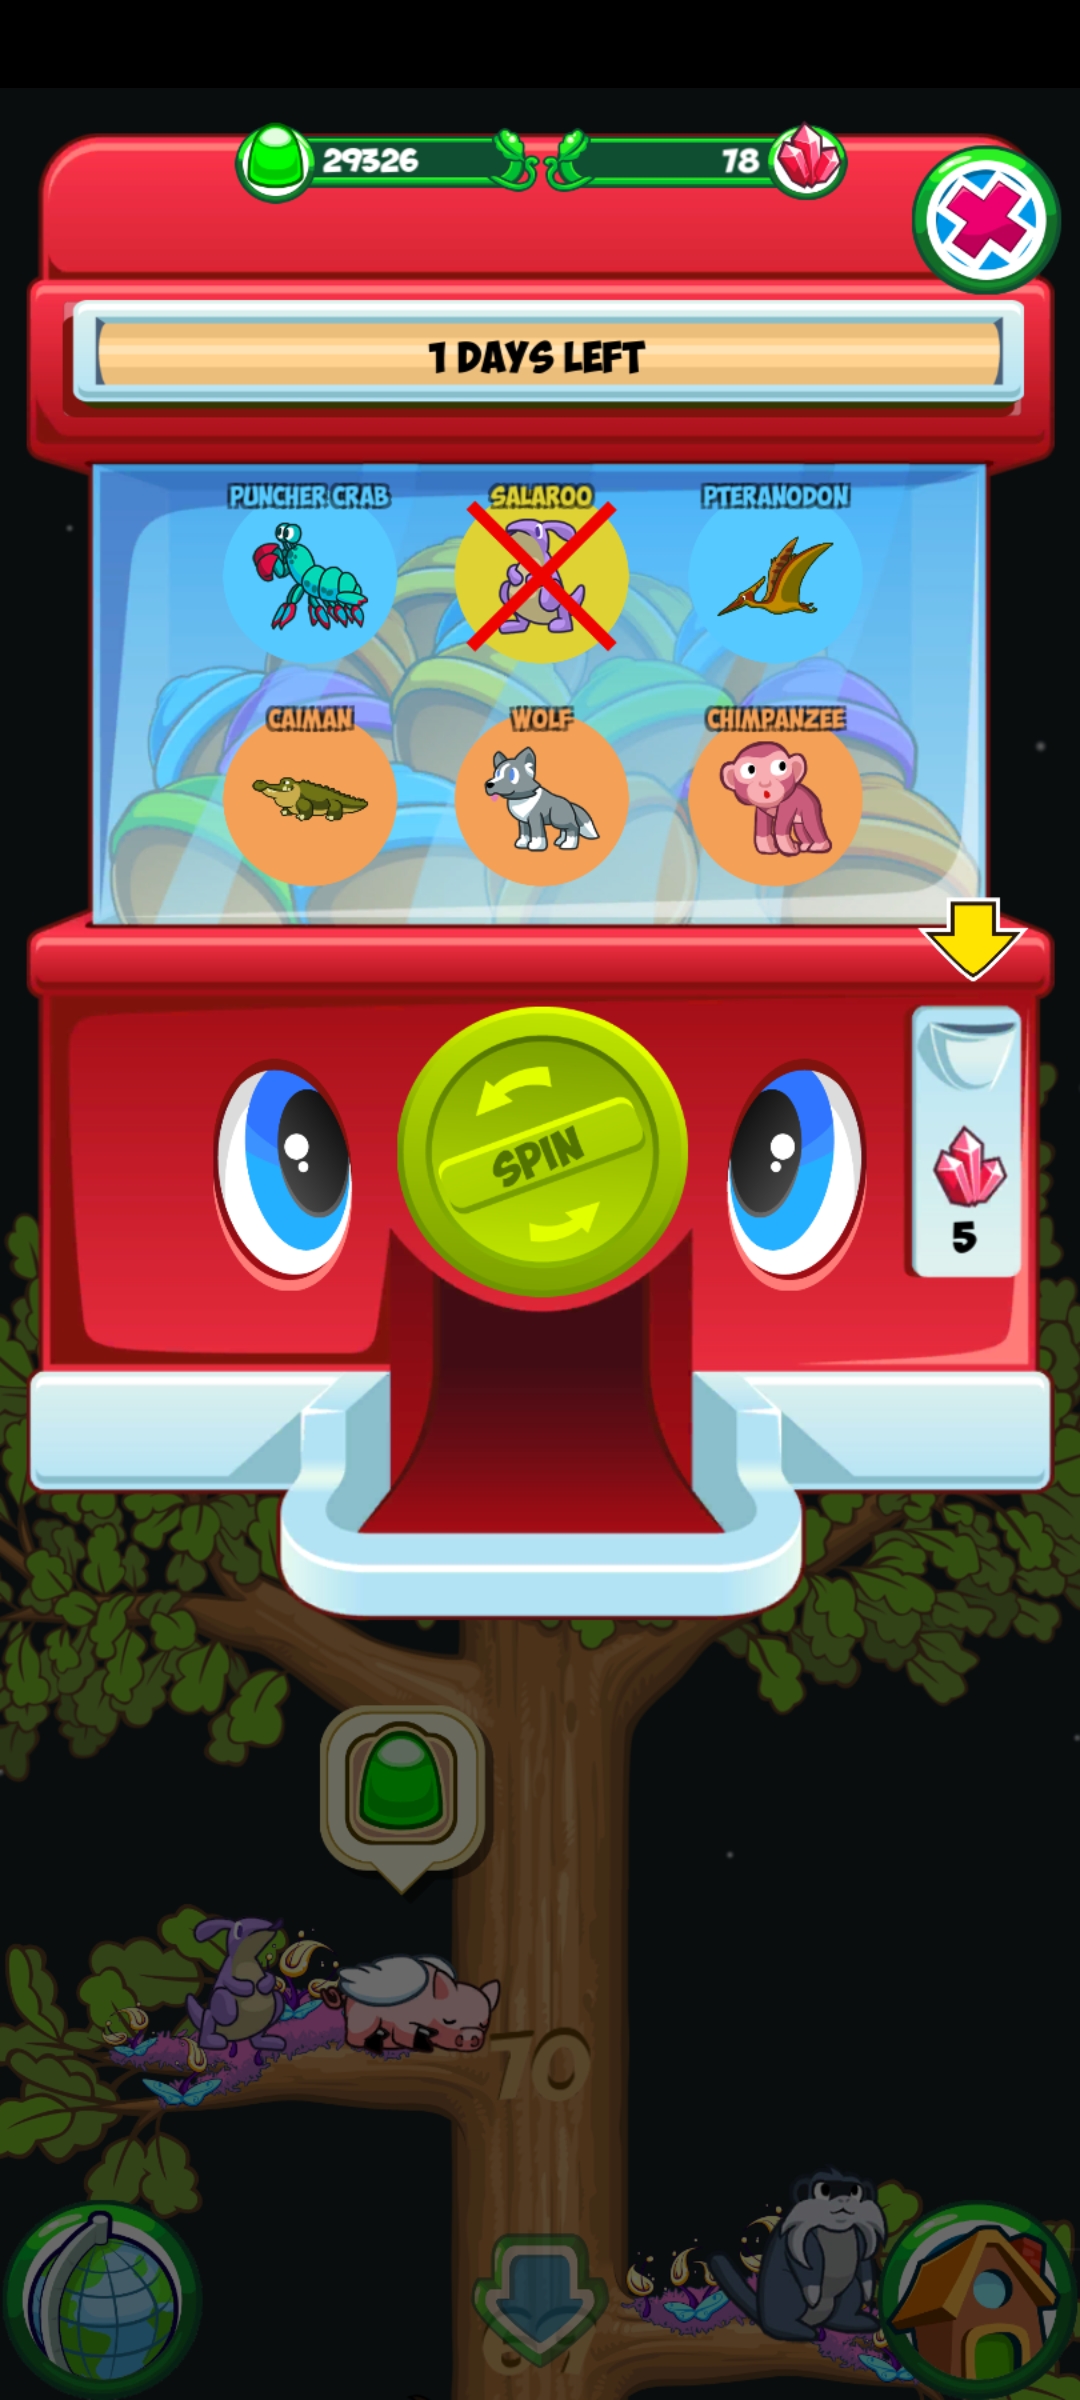 29326
78
1 DAYS LEFT
PUNCHER CRAB
SALAROO
PTERANODON
CAIMAN
WOLF
CHIMPANZEE
SPIN
5
70